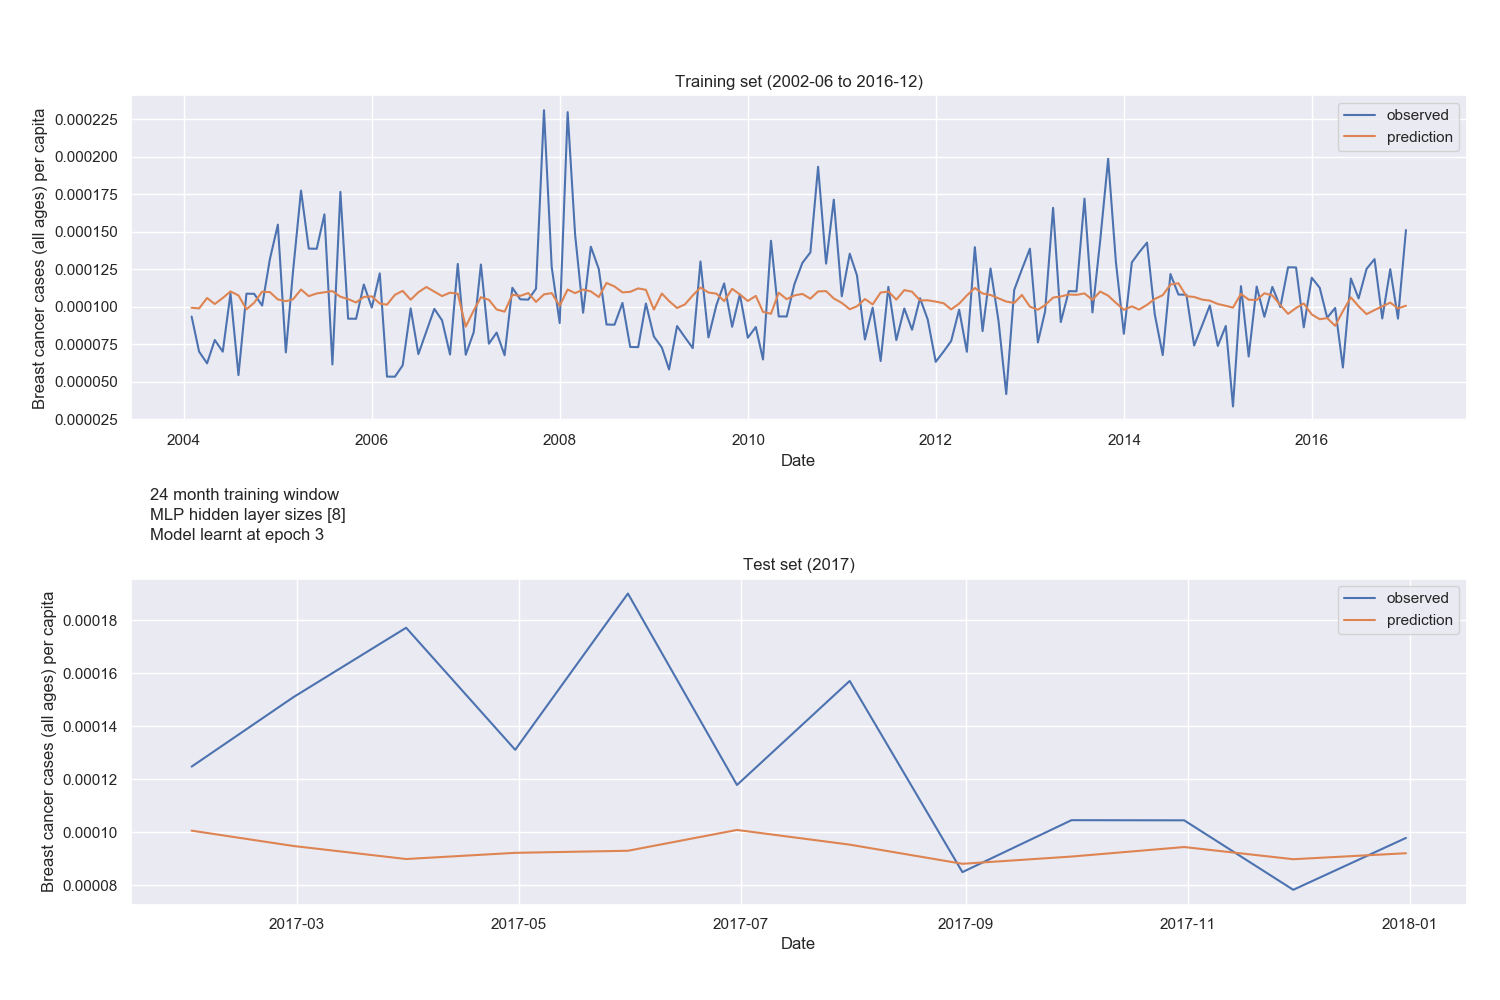 Training set (2002-06 to 2016-12)
Breast cancer cases (all ages) per capita
0.000225
0.000200
0.000175
0.000150
0.000125
0.000100
0.000075
0.000050
0.000025
observed
prediction
2004 2006 2008 2010 2012 2014 2016
Date
24 month training window
MLP hidden layer sizes [8]
Model learnt at epoch 3
Test set (2017)
Breast cancer cases (all ages) per capita
0.00018
0.00016
0.00014
0.00012
0.00010
0.00008
observed
prediction
2017-03 2017-05 2017-07 2017-09 2017-11 2018-01
Date